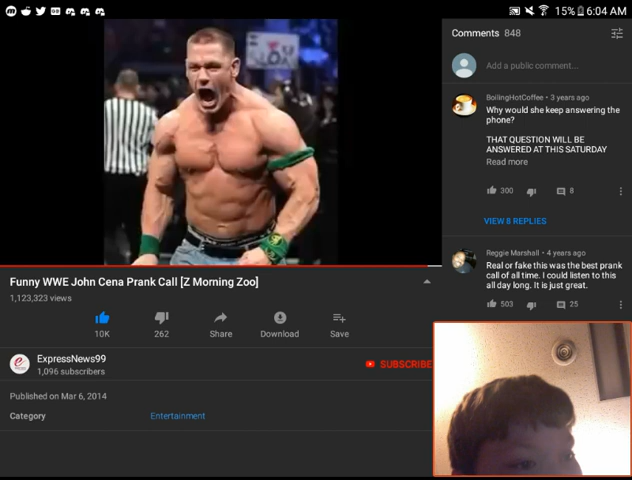 15% 6:04 AM
Comments 848
Add a public comment...
BoilingHotCoffee • 3 years ago
Why would she keep answering the
phone?
THAT QUESTION WILL BE
ANSWERED AT THIS SATURDAY
Read more
300 8
VIEW 8 REPLIES
Reggie Marshall • 4 years ago
Real or fake this was the best prank
call of all time. I could listen to this
all day long. It is just great.
503 25
Funny WWE John Cena Prank Call [Z Morning Zoo]
1,123,323 views
10K 262 Share Download Save
ExpressNews99
1,096 subscribers
SUBSCRIBE
Published on Mar 6, 2014
Category Entertainment